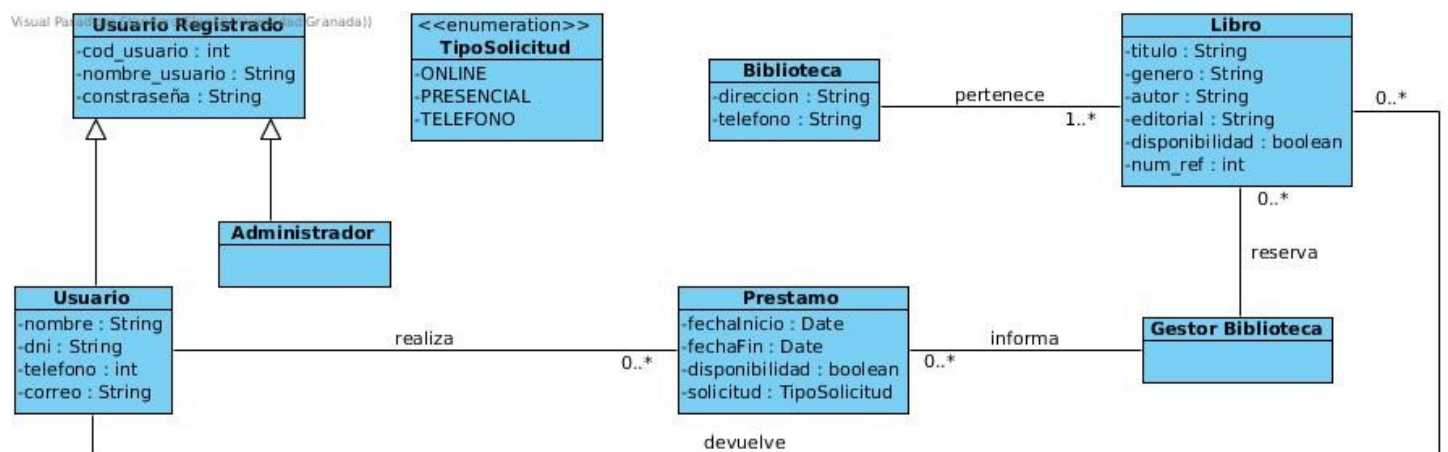 Usuario Registrado
-cod_usuario : int
-nombre_usuario : String
-constraseña : String
<<enumeration>>
TipoSolicitud
-ONLINE
-PRESENCIAL
-TELEFONO
Biblioteca
-direccion : String
-telefono : String
pertenece
1..*
Libro
-titulo : String
-genero : String
-autor : String
-editorial : String
-disponibilidad : boolean
-num_ref : int
0..*
0..*
reserva
Administrador
Usuario
-nombre : String
-dni : String
-telefono : int
-correo : String
realiza
0..*
Prestamo
-fechaInicio : Date
-fechaFin : Date
-disponibilidad : boolean
-solicitud : TipoSolicitud
informa
0..*
Gestor Biblioteca
devuelve